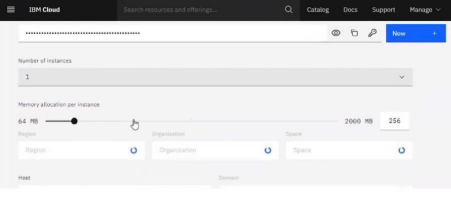 IBM Cloud Search resources and offerings... Catalog Docs Support Manage
•••••••••••••••••••••••••••••••••••••••••• New +
Number of instances
1
Memory allocation per instance
64 MB 2000 MB 256
Region Organization Space
Region Organization Space
Host Domain